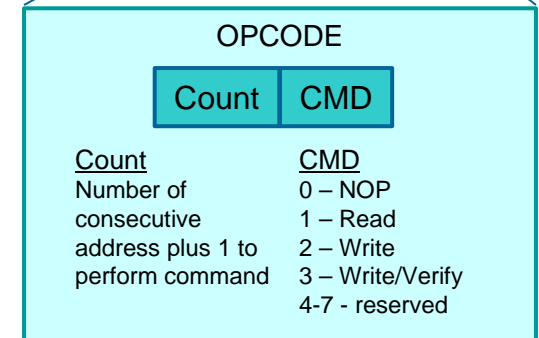 OPCODE
Count CMD
Count
Number of
consecutive
address plus 1 to
perform command
CMD
0 – NOP
1 – Read
2 – Write
3 – Write/Verify
4-7 - reserved